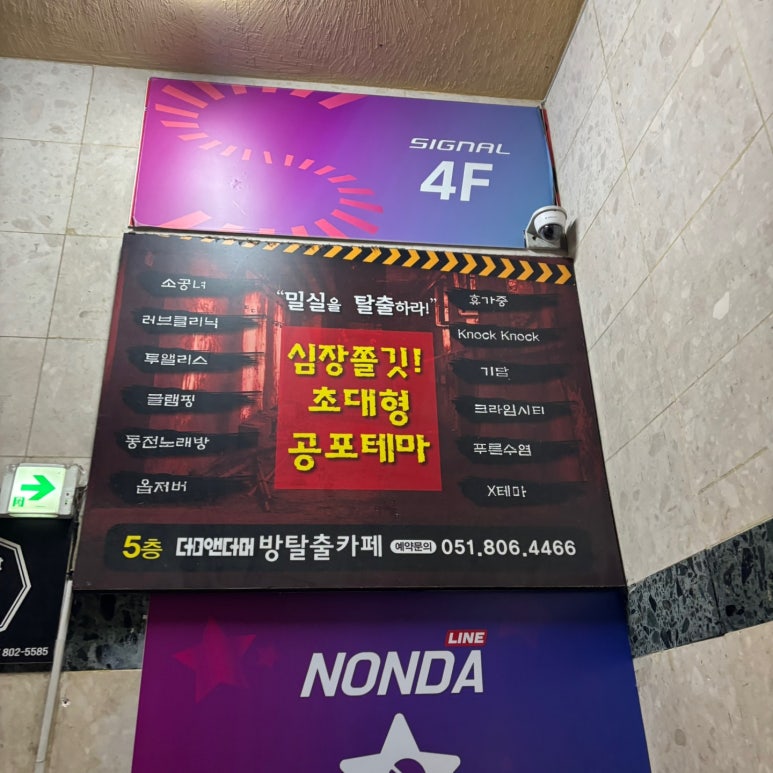 SIGNAL
4F
소공녀
러브클리닉
투앨리스
글램핑
동전노래방
옵저버
“밀실을 탈출하라!”
심장쫄깃!
초대형
공포테마
휴가중
Knock Knock
기담
크라임시티
푸른수염
X테마
5층 더앤더머 방탈출카페 예약문의 051.806.4466
802-5585
LINE
NONDA